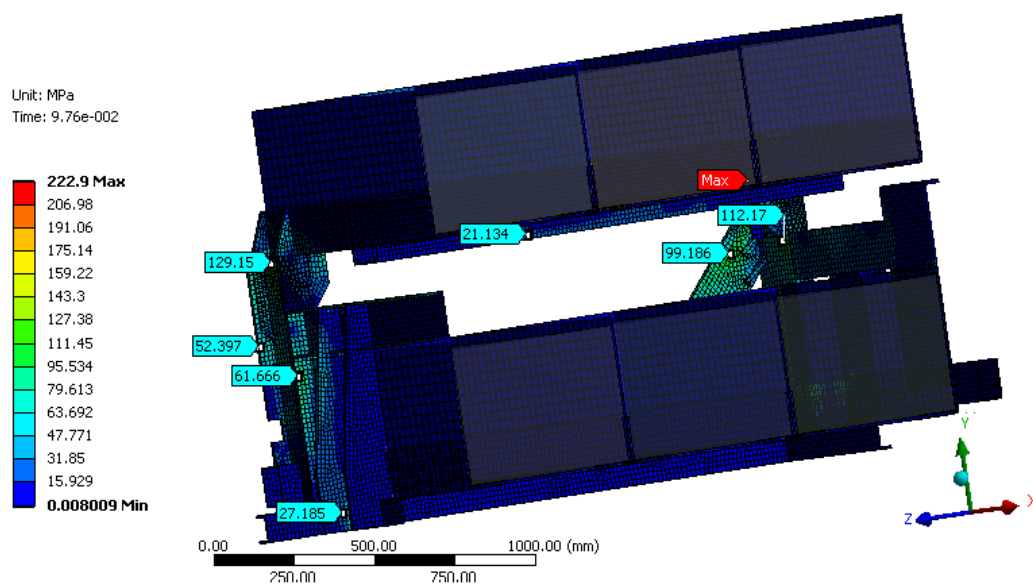 Unit: MPa
Time: 9.76e-002
222.9 Max
206.98
191.06
175.14
159.22
143.3
127.38
111.45
95.534
79.613
63.692
47.771
31.85
15.929
0.008009 Min
Max
112.17
21.134
99.186
129.15
52.397
61.666
27.185
0.00 500.00 1000.00 (mm)
250.00 750.00
Y
Z X